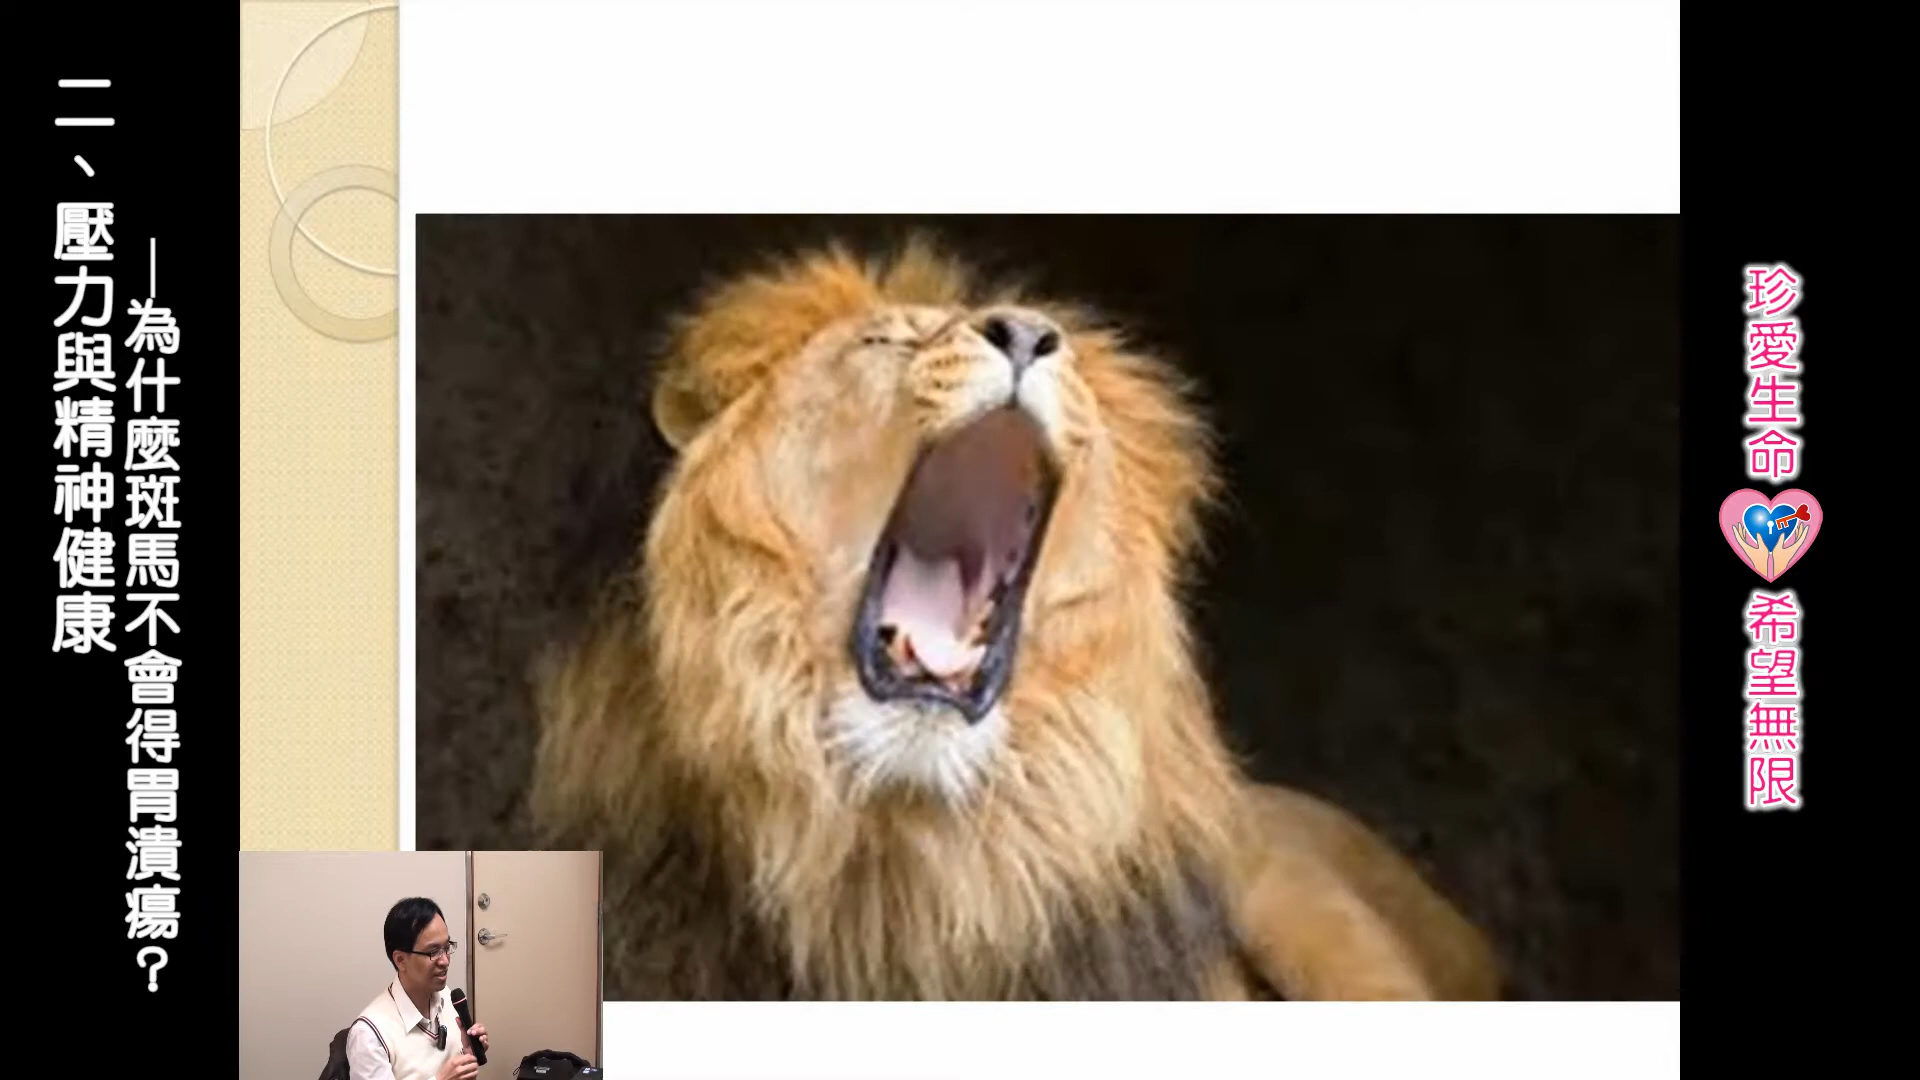 二、壓力與精神健康
—為什麼斑馬不會得胃潰瘍？
珍愛生命
希望無限